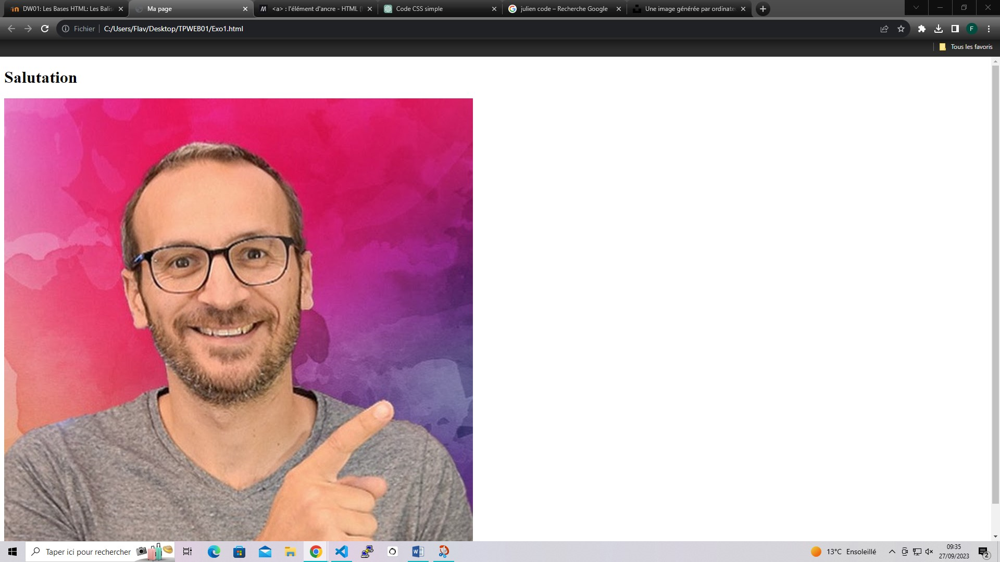 DW01: Les Bases HTML: Les Balis
Ma page
<a> : l'élément d'ancre - HTML (
Code CSS simple
julien code – Recherche Google
Une image générée par ordinate
Fichier
C:/Users/Flav/Desktop/TPWEB01/Exo1.html
F
Tous les favoris
Salutation
Taper ici pour rechercher
13°C Ensoleillé
09:35
27/09/2023
2